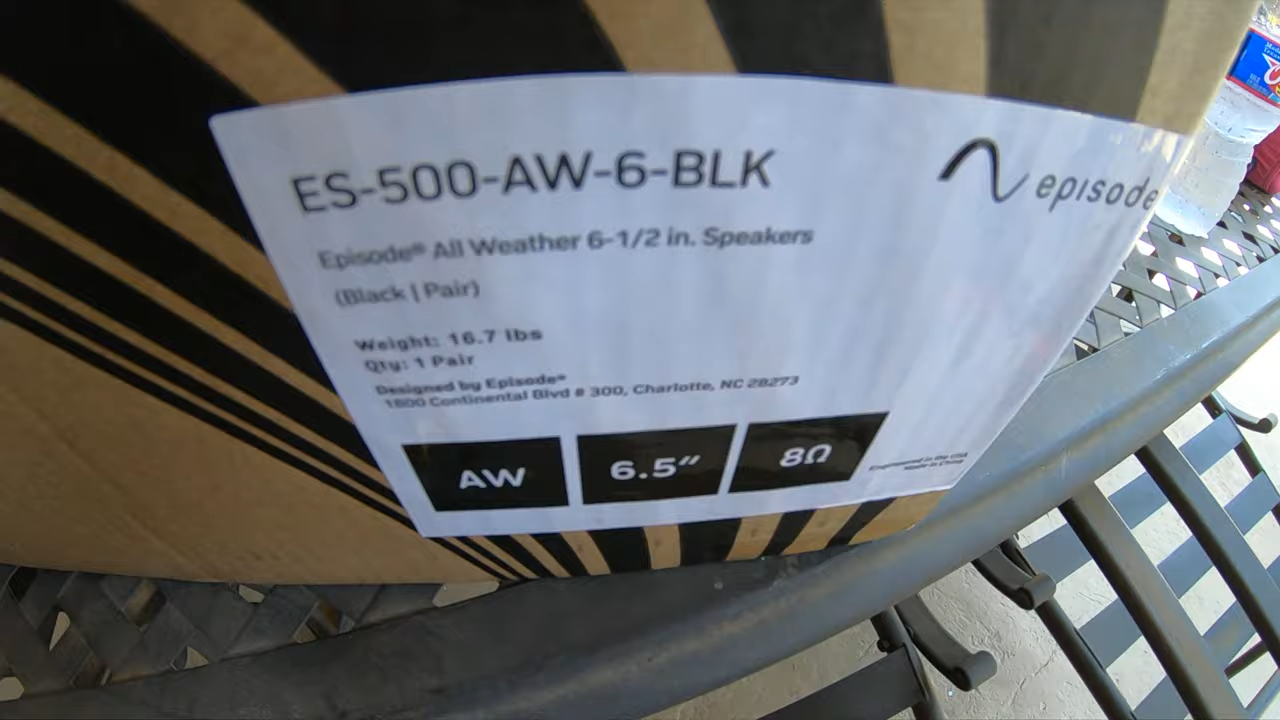 ES-500-AW-6-BLK
episode
Episode® All Weather 6-1/2 in. Speakers
(Black | Pair)
Weight: 16.7 lbs
Qty: 1 Pair
Designed by Episode®
1800 Continental Blvd # 300, Charlotte, NC 28273
AW
6.5″
8Ω
Engineered in the USA
Made in China